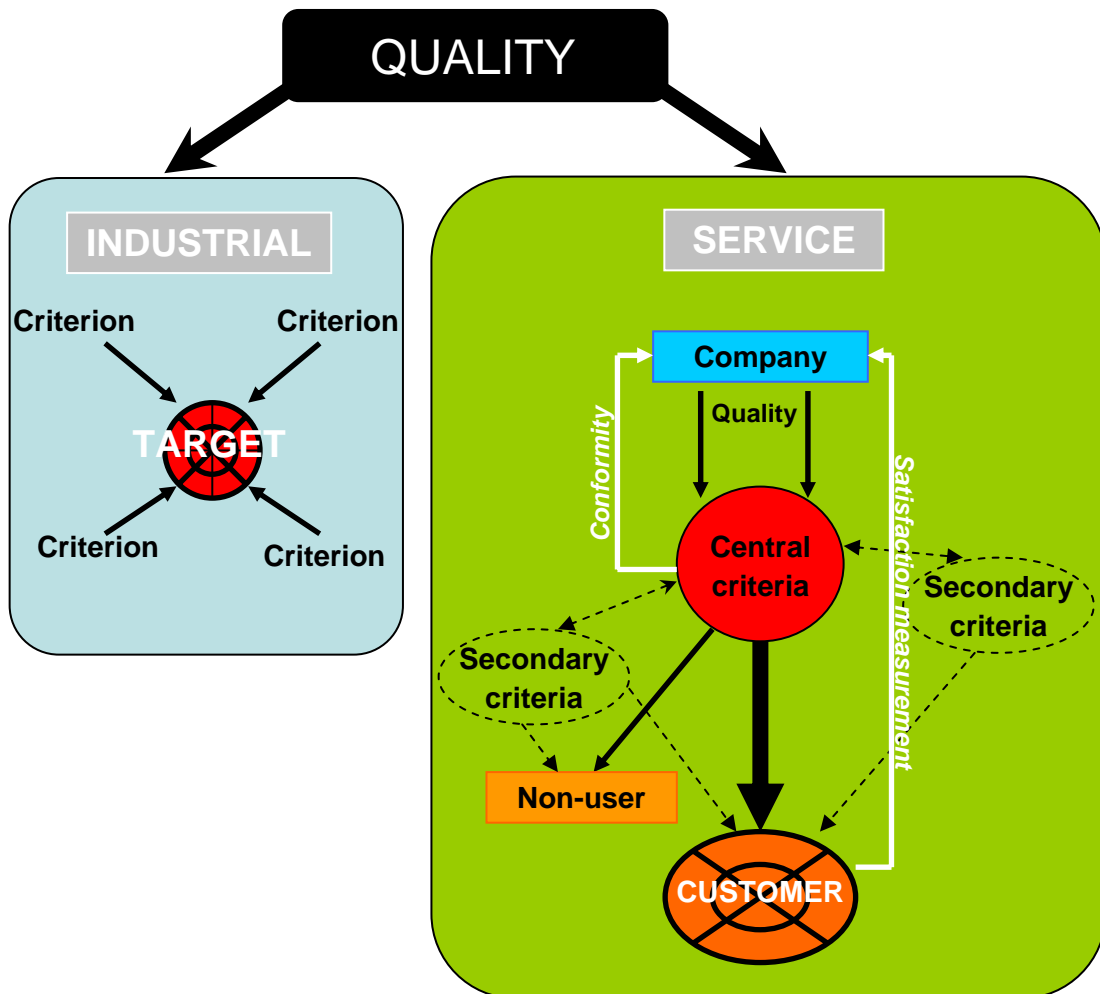 QUALITY
INDUSTRIAL
Criterion
Criterion
TARGET
Criterion
Criterion
SERVICE
Company
Quality
Conformity
Satisfaction measurement
Central
criteria
Secondary
criteria
Secondary
criteria
Non-user
CUSTOMER